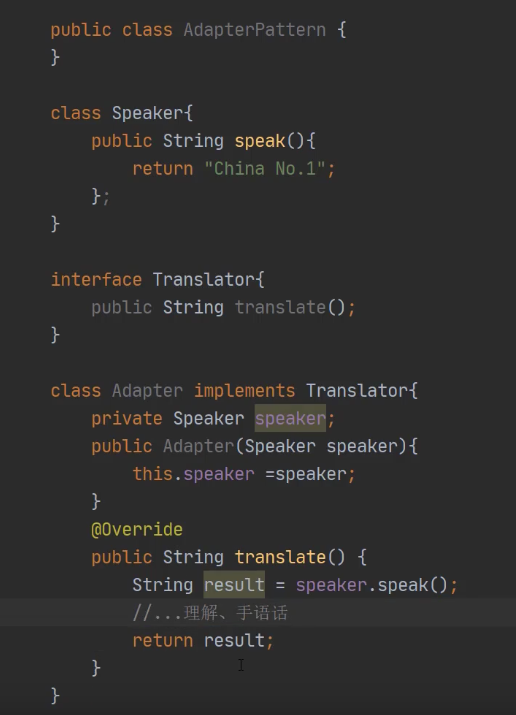 public class AdapterPattern {
}
class Speaker{
public String speak(){
return "China No.1";
};
}
interface Translator{
public String translate();
}
class Adapter implements Translator{
private Speaker speaker;
public Adapter(Speaker speaker){
this.speaker =speaker;
}
@Override
public String translate() {
String result = speaker.speak();
//...理解、手语话
return result;
}
}